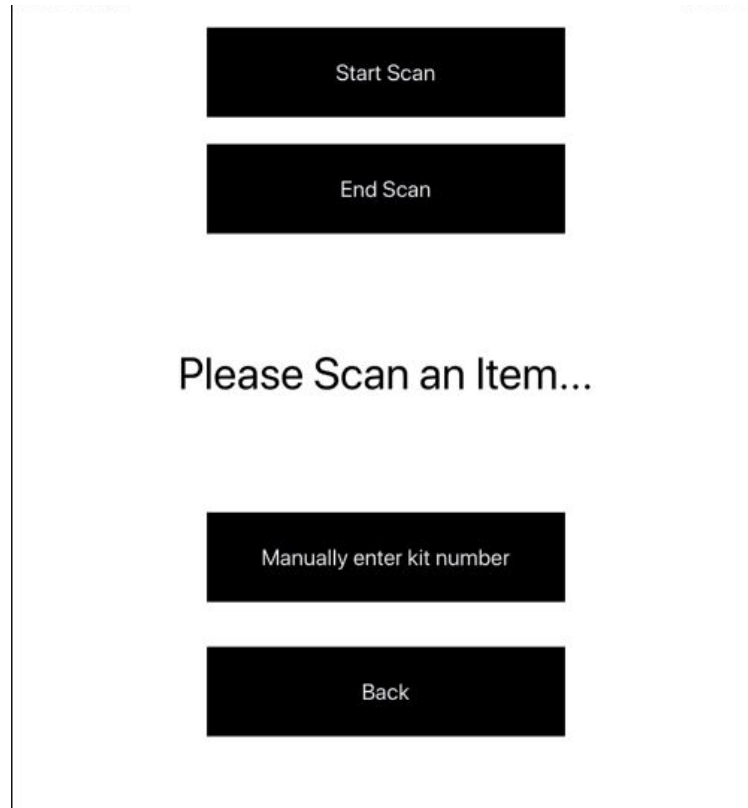 Start Scan
End Scan
Please Scan an Item...
Manually enter kit number
Back